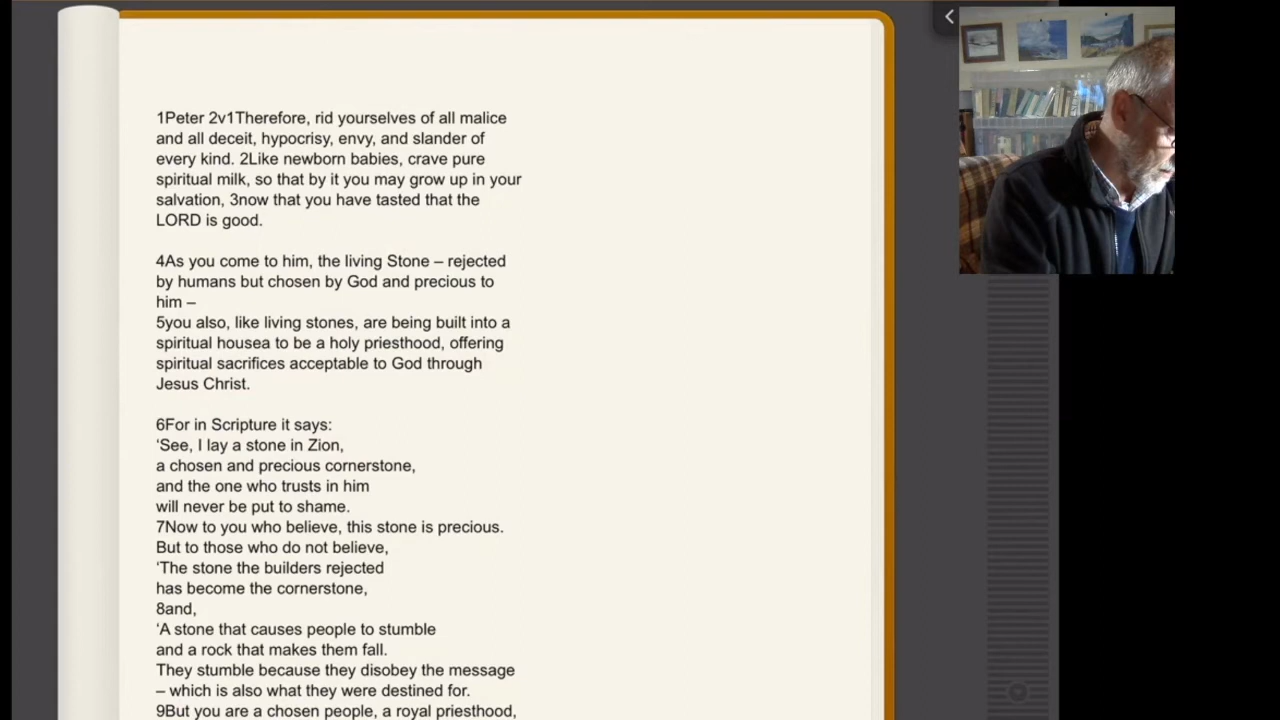 1Peter 2v1Therefore, rid yourselves of all malice
and all deceit, hypocrisy, envy, and slander of
every kind. 2Like newborn babies, crave pure
spiritual milk, so that by it you may grow up in your
salvation, 3now that you have tasted that the
LORD is good.
4As you come to him, the living Stone – rejected
by humans but chosen by God and precious to
him –
5you also, like living stones, are being built into a
spiritual housea to be a holy priesthood, offering
spiritual sacrifices acceptable to God through
Jesus Christ.
6For in Scripture it says:
‘See, I lay a stone in Zion,
a chosen and precious cornerstone,
and the one who trusts in him
will never be put to shame.
7Now to you who believe, this stone is precious.
But to those who do not believe,
‘The stone the builders rejected
has become the cornerstone,
8and,
‘A stone that causes people to stumble
and a rock that makes them fall.
They stumble because they disobey the message
– which is also what they were destined for.
9But you are a chosen people, a royal priesthood,